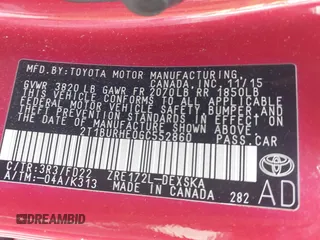 MFD.BY:TOYOTA MOTOR MANUFACTURING
CANADA, INC. 11/15
GVWR 3820 LB GAWR FR 2070LB RR 1850LB
THIS VEHICLE CONFORMS TO ALL APPLICABLE
FEDERAL MOTOR VEHICLE SAFETY, BUMPER, AND
THEFT PREVENTION STANDARDS IN EFFECT ON
THE DATE OF MANUFACTURE SHOWN ABOVE.
2T1BURHE0GC552860
PASS. CAR
C/TR:3R3/FD22
ZRE172L-DEXSKA
A/TM:-04A/K313
MADE IN CANADA
282
TOYOTA
AD
DREAMBID